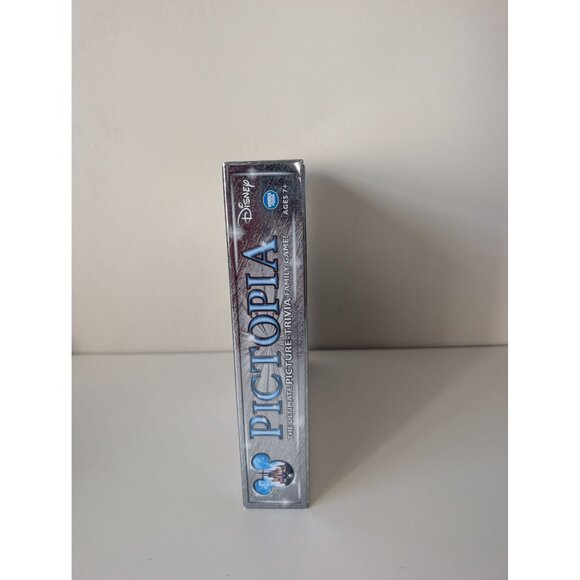 DISNEY
PICTOPIA
THE ULTIMATE PICTURE-TRIVIA FAMILY GAME!
AGES 7+